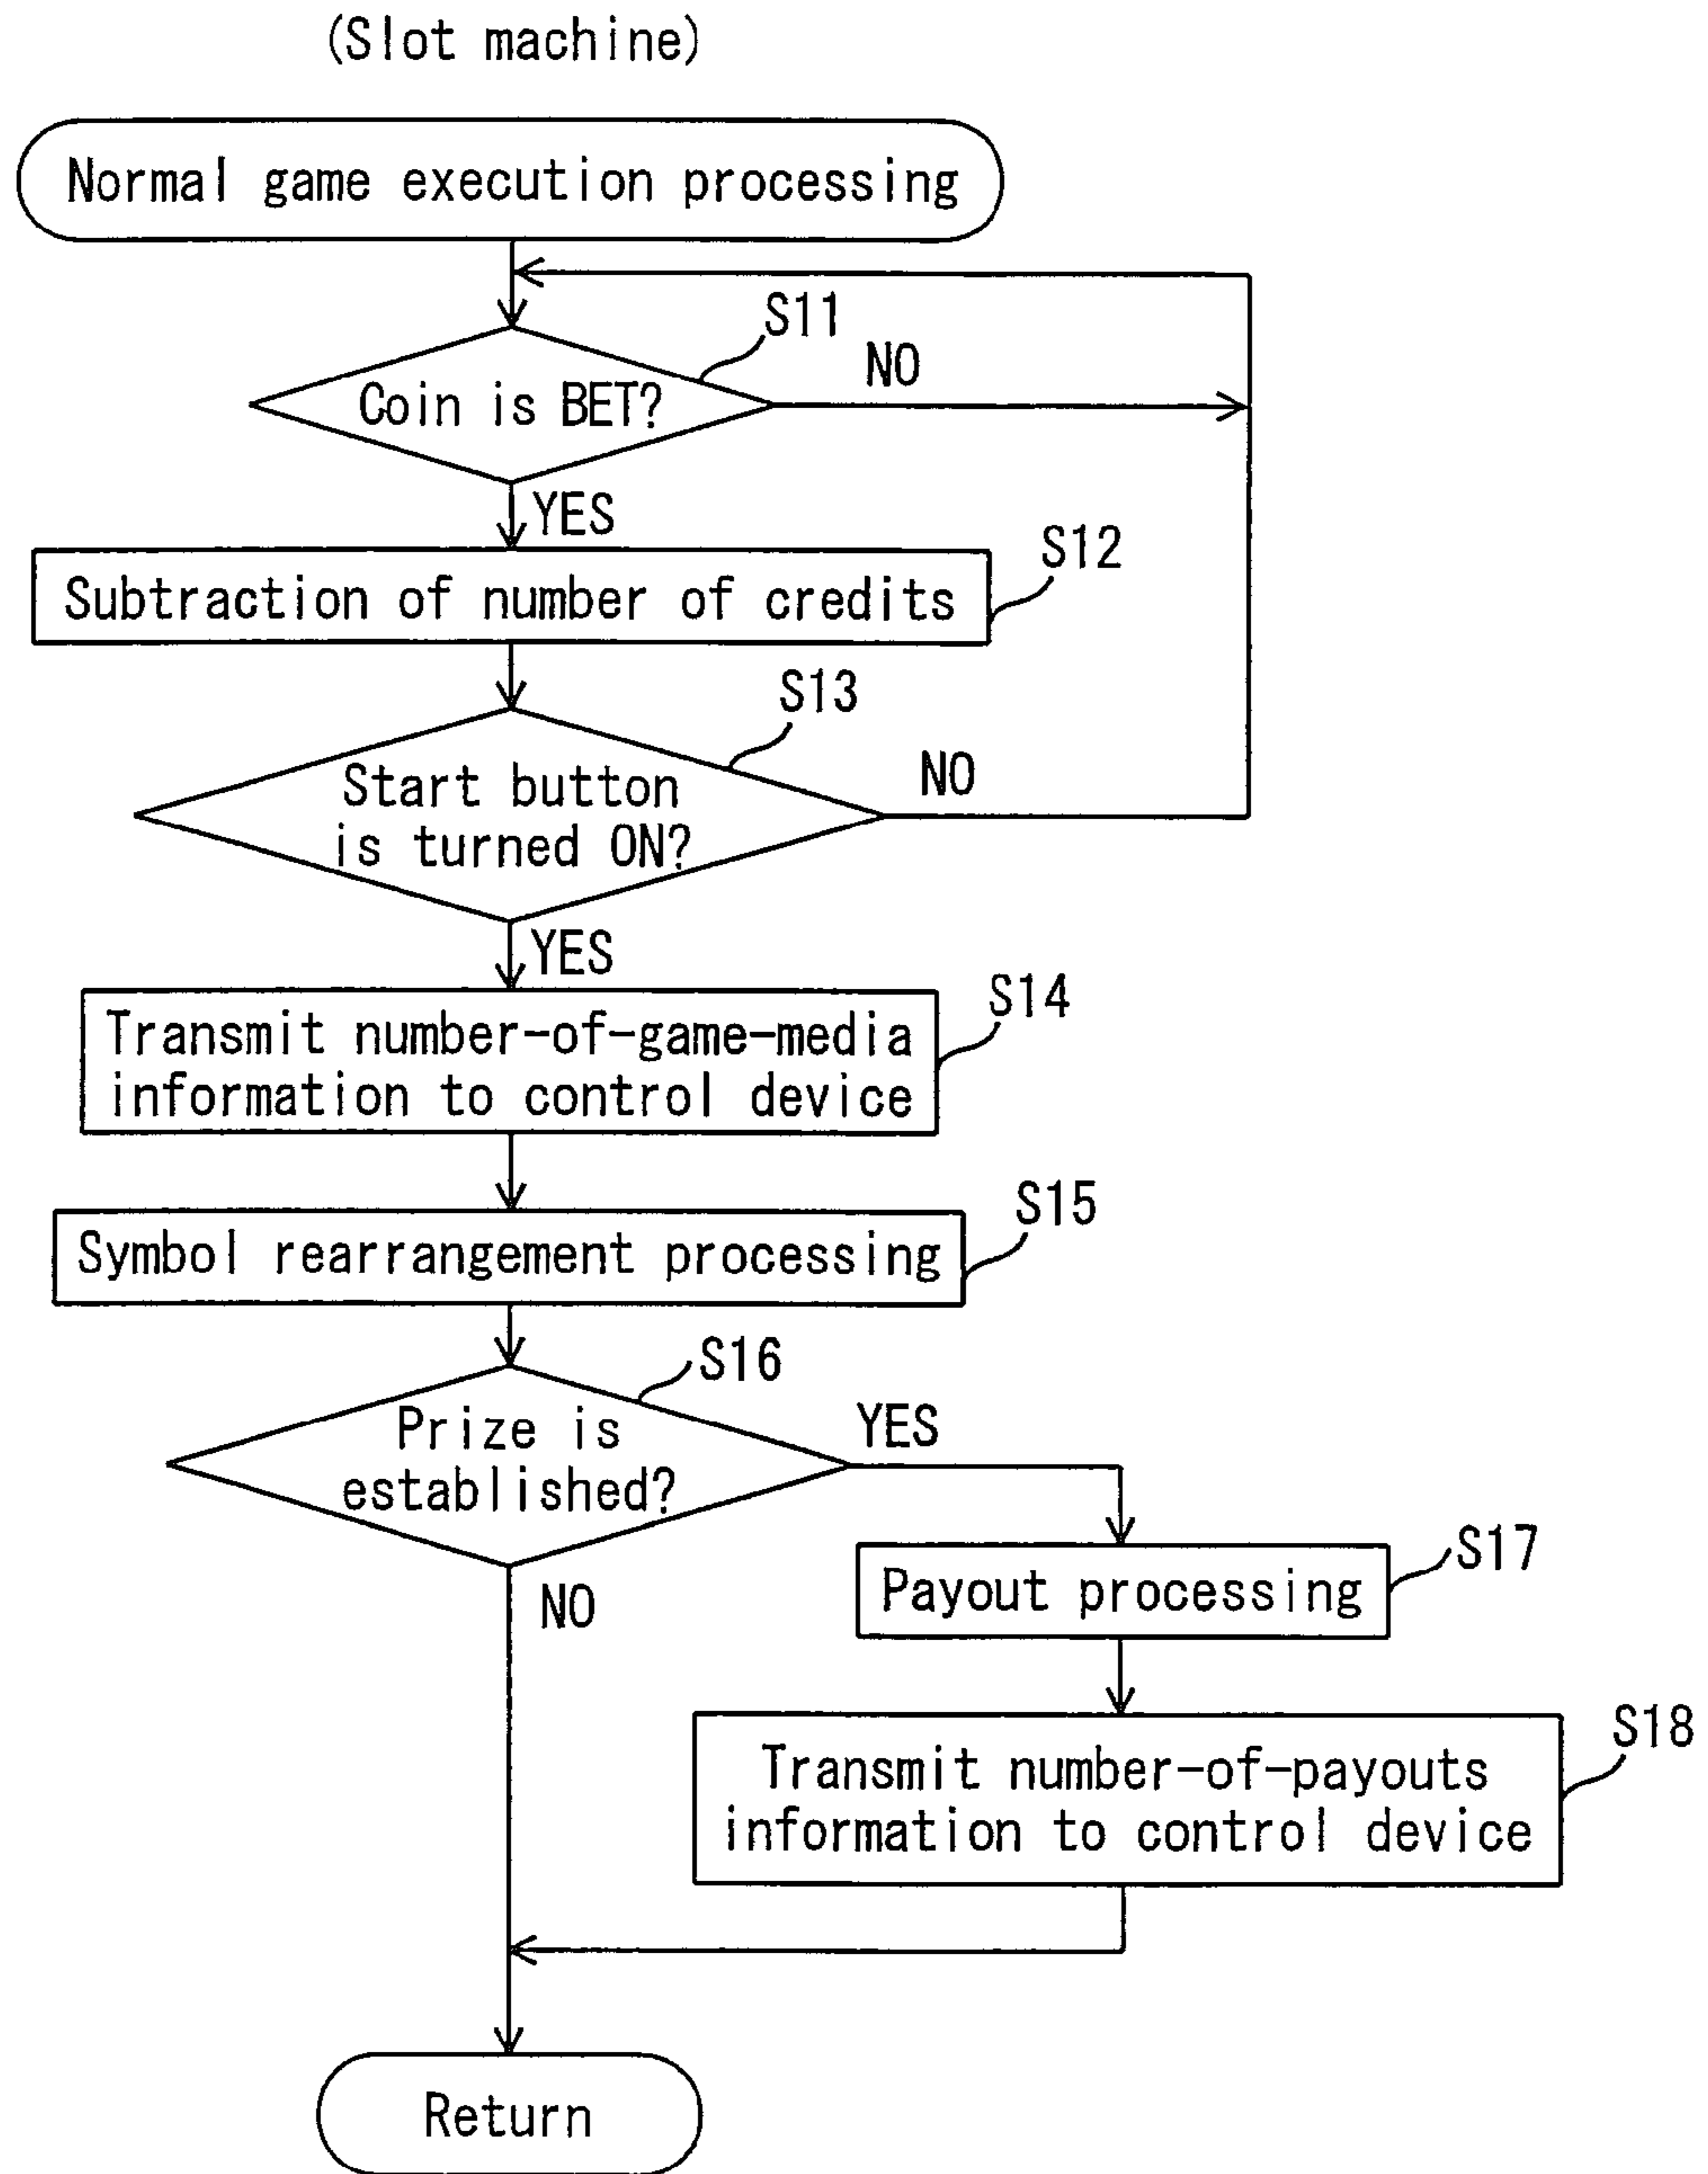 (Slot machine)
Normal game execution processing
S11
Coin is BET?
NO
YES
S12
Subtraction of number of credits
S13
Start button
is turned ON?
NO
YES
S14
Transmit number-of-game-media
information to control device
S15
Symbol rearrangement processing
S16
Prize is
established?
YES
NO
S17
Payout processing
S18
Transmit number-of-payouts
information to control device
Return